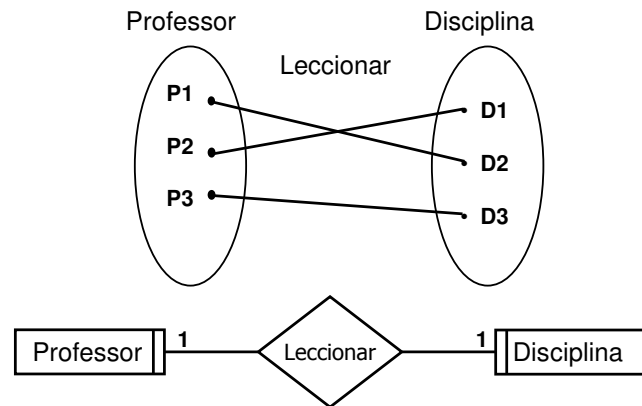 Professor Disciplina
Leccionar
P1 D1
P2 D2
P3 D3
Professor 1 Leccionar 1 Disciplina